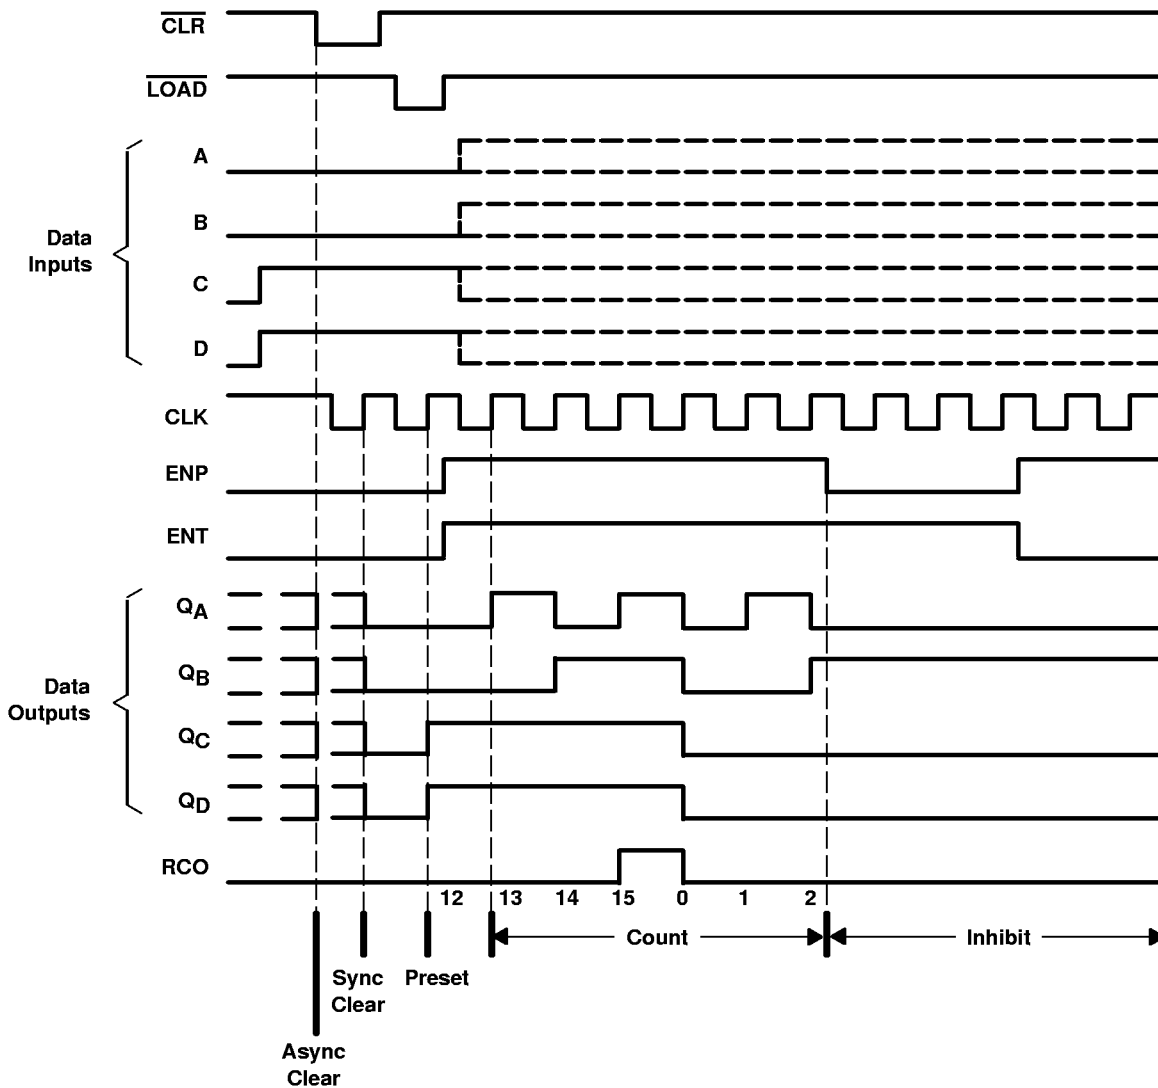 CLR
LOAD
A
B
Data
Inputs
C
D
CLK
ENP
ENT
QA
QB
Data
Outputs
QC
QD
RCO
12 13 14 15 0 1 2
Count
Inhibit
Sync
Clear
Preset
Async
Clear